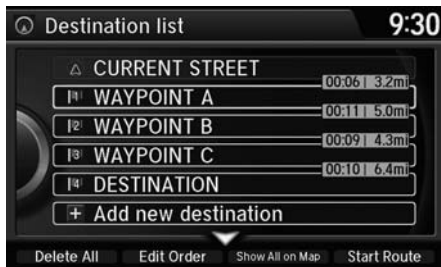 Destination list 9:30
CURRENT STREET
00:06 | 3.2mi
WAYPOINT A
00:11 | 5.0mi
WAYPOINT B
00:09 | 4.3mi
WAYPOINT C
00:10 | 6.4mi
DESTINATION
+ Add new destination
Delete All Edit Order Show All on Map Start Route